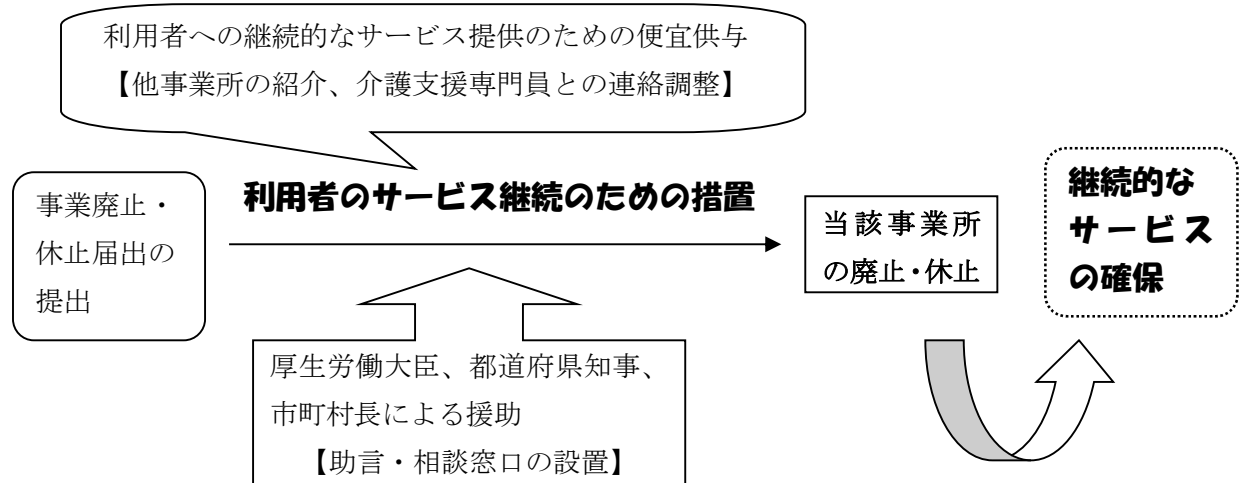 利用者への継続的なサービス提供のための便宜供与
【他事業所の紹介、介護支援専門員との連絡調整】
事業廃止・
休止届出の
提出
利用者のサービス継続のための措置
当該事業所
の廃止・休止
継続的な
サービス
の確保
厚生労働大臣、都道府県知事、
市町村長による援助
【助言・相談窓口の設置】